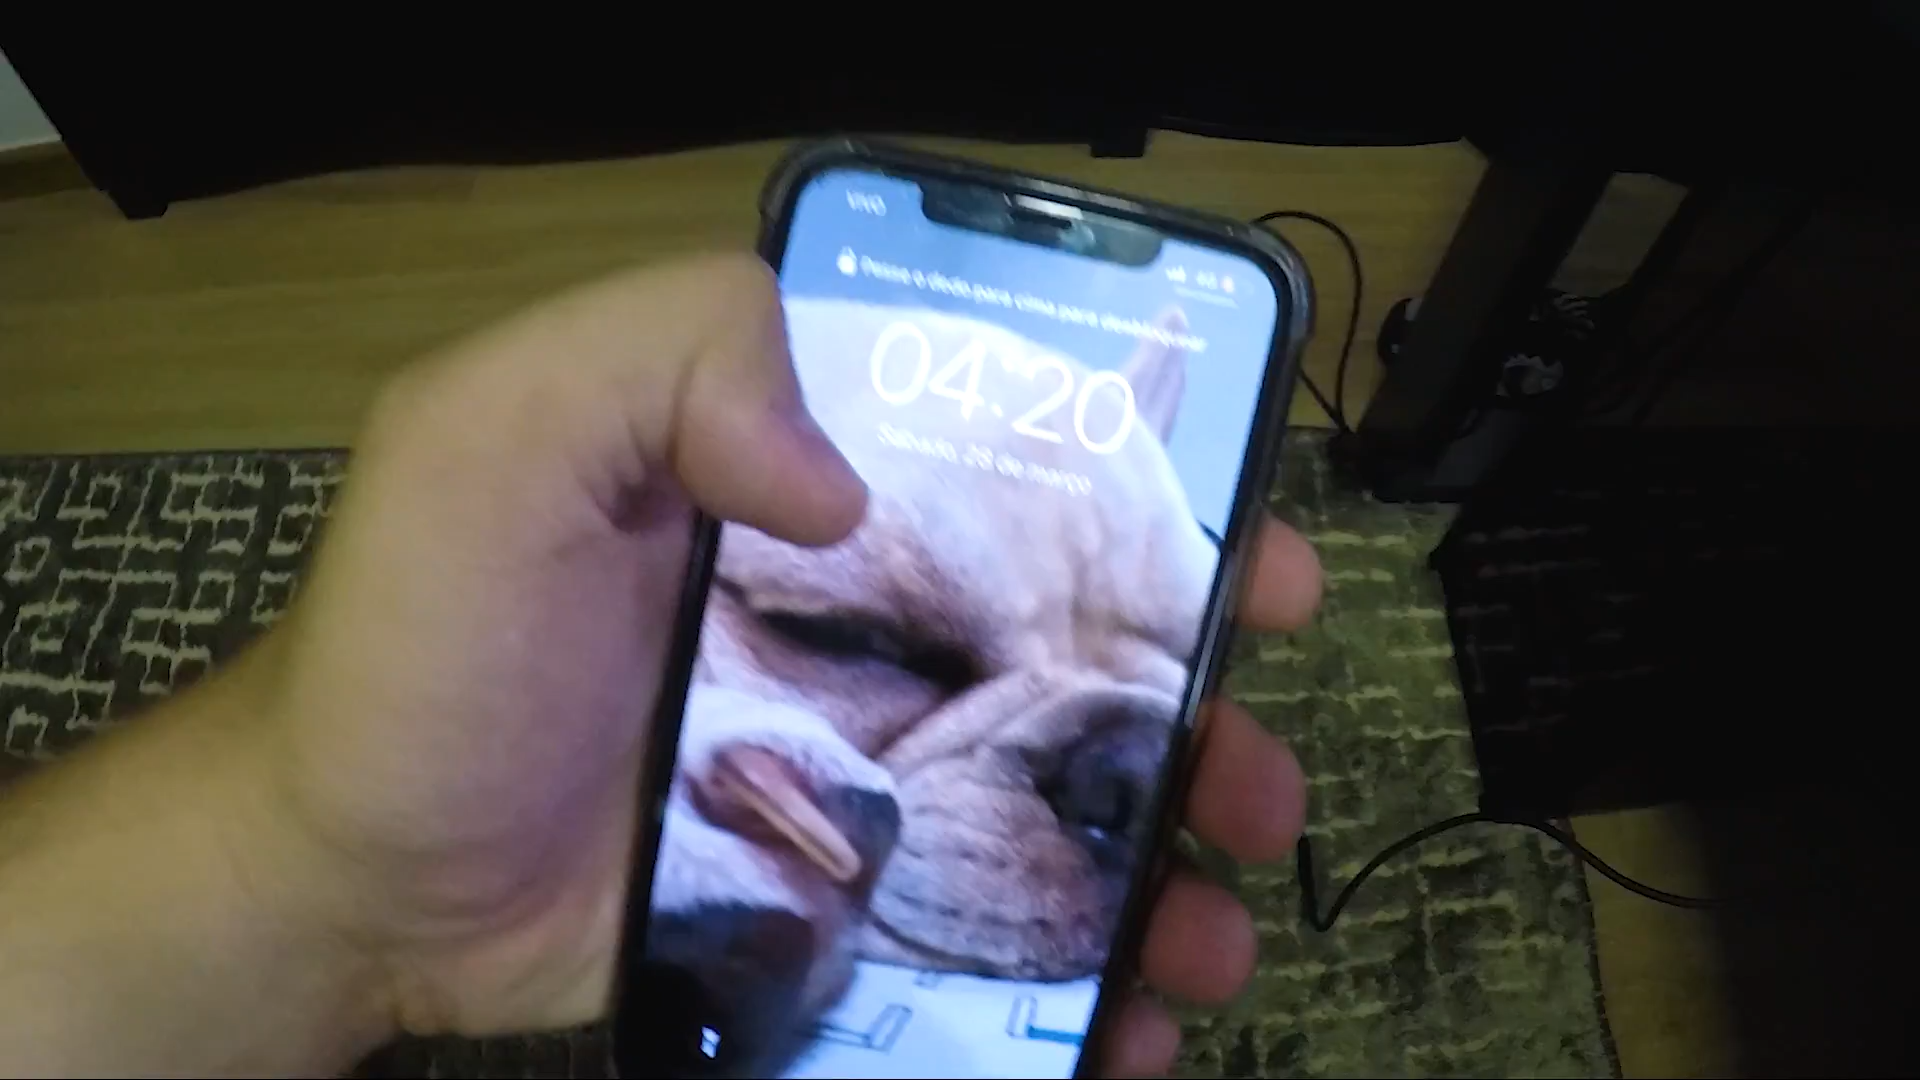 VIVO
Passe o dedo para cima para desbloquear
04:20
Sábado, 28 de março